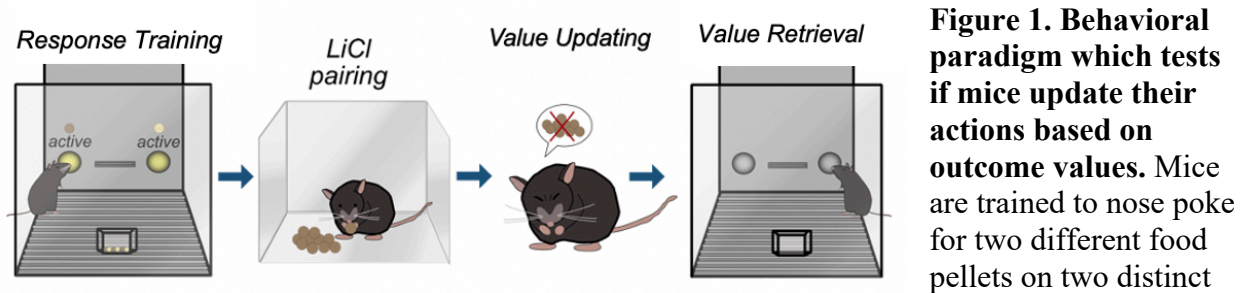 Response Training
LiCl
pairing
Value Updating
Value Retrieval
active
active
Figure 1. Behavioral
paradigm which tests
if mice update their
actions based on
outcome values. Mice
are trained to nose poke
for two different food
pellets on two distinct